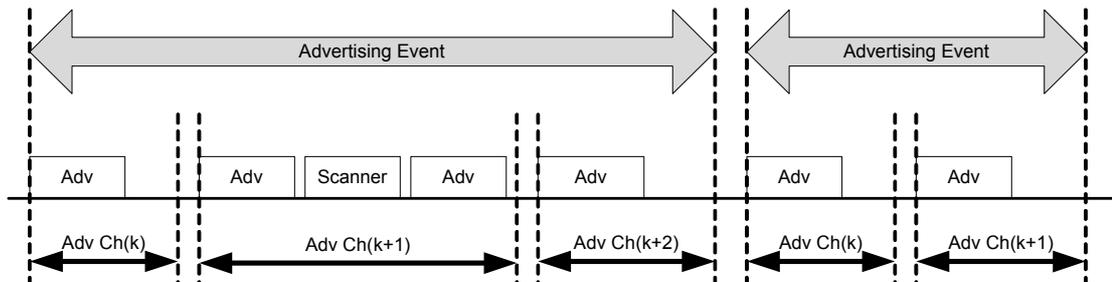 Advertising Event
Advertising Event
Adv
Adv
Scanner
Adv
Adv
Adv
Adv
Adv Ch(k)
Adv Ch(k+1)
Adv Ch(k+2)
Adv Ch(k)
Adv Ch(k+1)